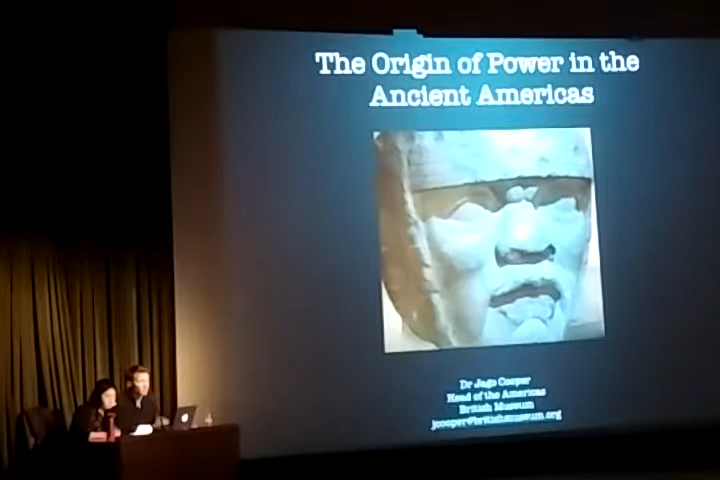 The Origin of Power in the
Ancient Americas
Dr Jago Cooper
Head of the Americas
British Museum
jcooper@britishmuseum.org